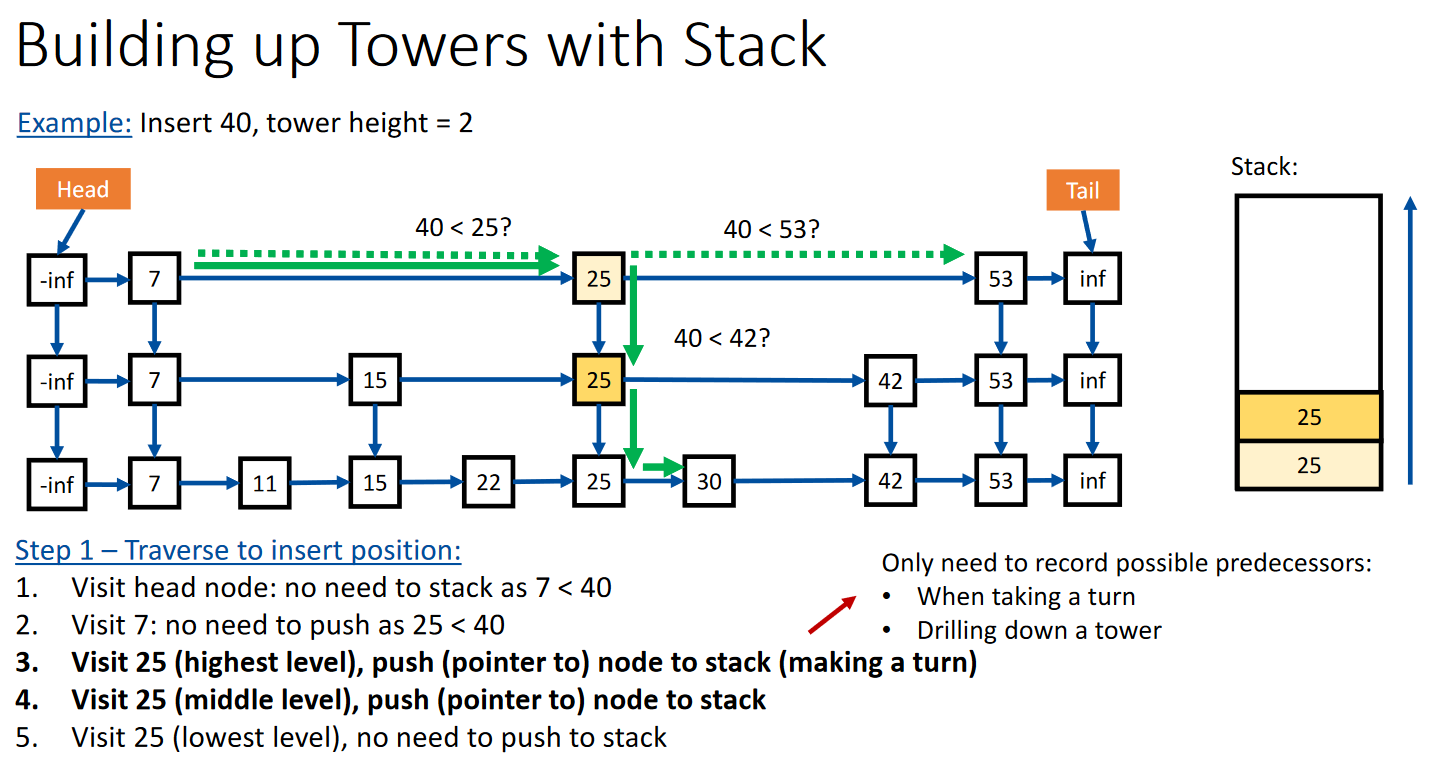 Building up Towers with Stack
Example: Insert 40, tower height = 2
Stack:
Head
Tail
40 < 25?
40 < 53?
-inf 7 25 53 inf
40 < 42?
-inf 7 15 25 42 53 inf
25
25
-inf 7 11 15 22 25 30 42 53 inf
Step 1 – Traverse to insert position:
1. Visit head node: no need to stack as 7 < 40
2. Visit 7: no need to push as 25 < 40
3. Visit 25 (highest level), push (pointer to) node to stack (making a turn)
4. Visit 25 (middle level), push (pointer to) node to stack
5. Visit 25 (lowest level), no need to push to stack
Only need to record possible predecessors:
• When taking a turn
• Drilling down a tower